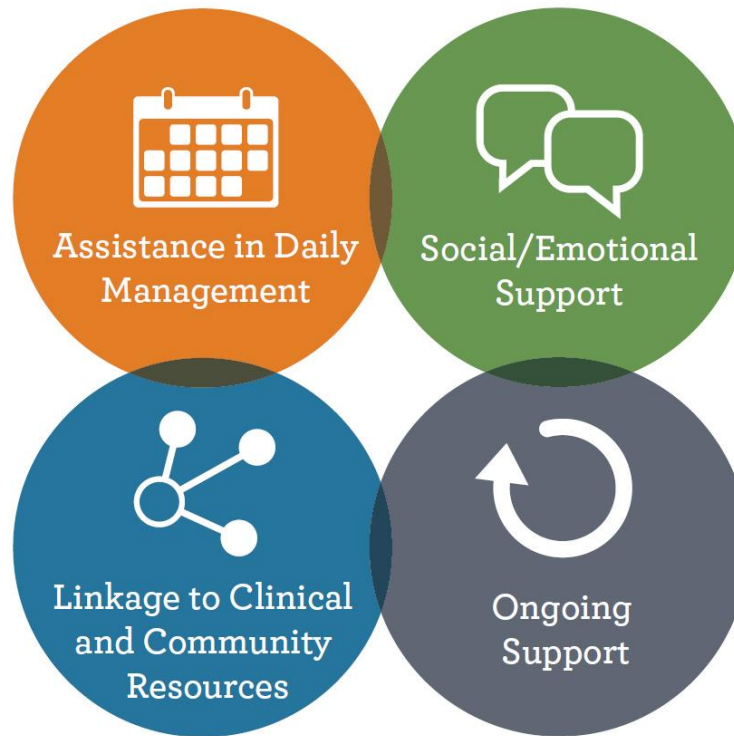 Assistance in Daily
Management
Social/Emotional
Support
Linkage to Clinical
and Community
Resources
Ongoing
Support